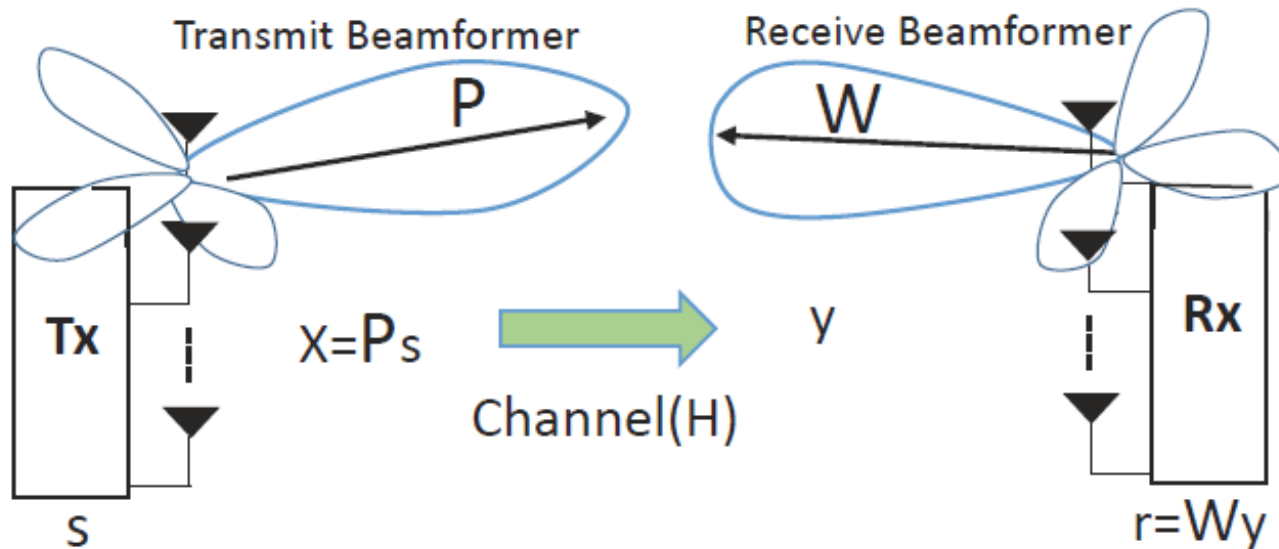 Transmit Beamformer
Receive Beamformer
P
W
Tx
X=Ps
y
Rx
Channel(H)
s
r=Wy